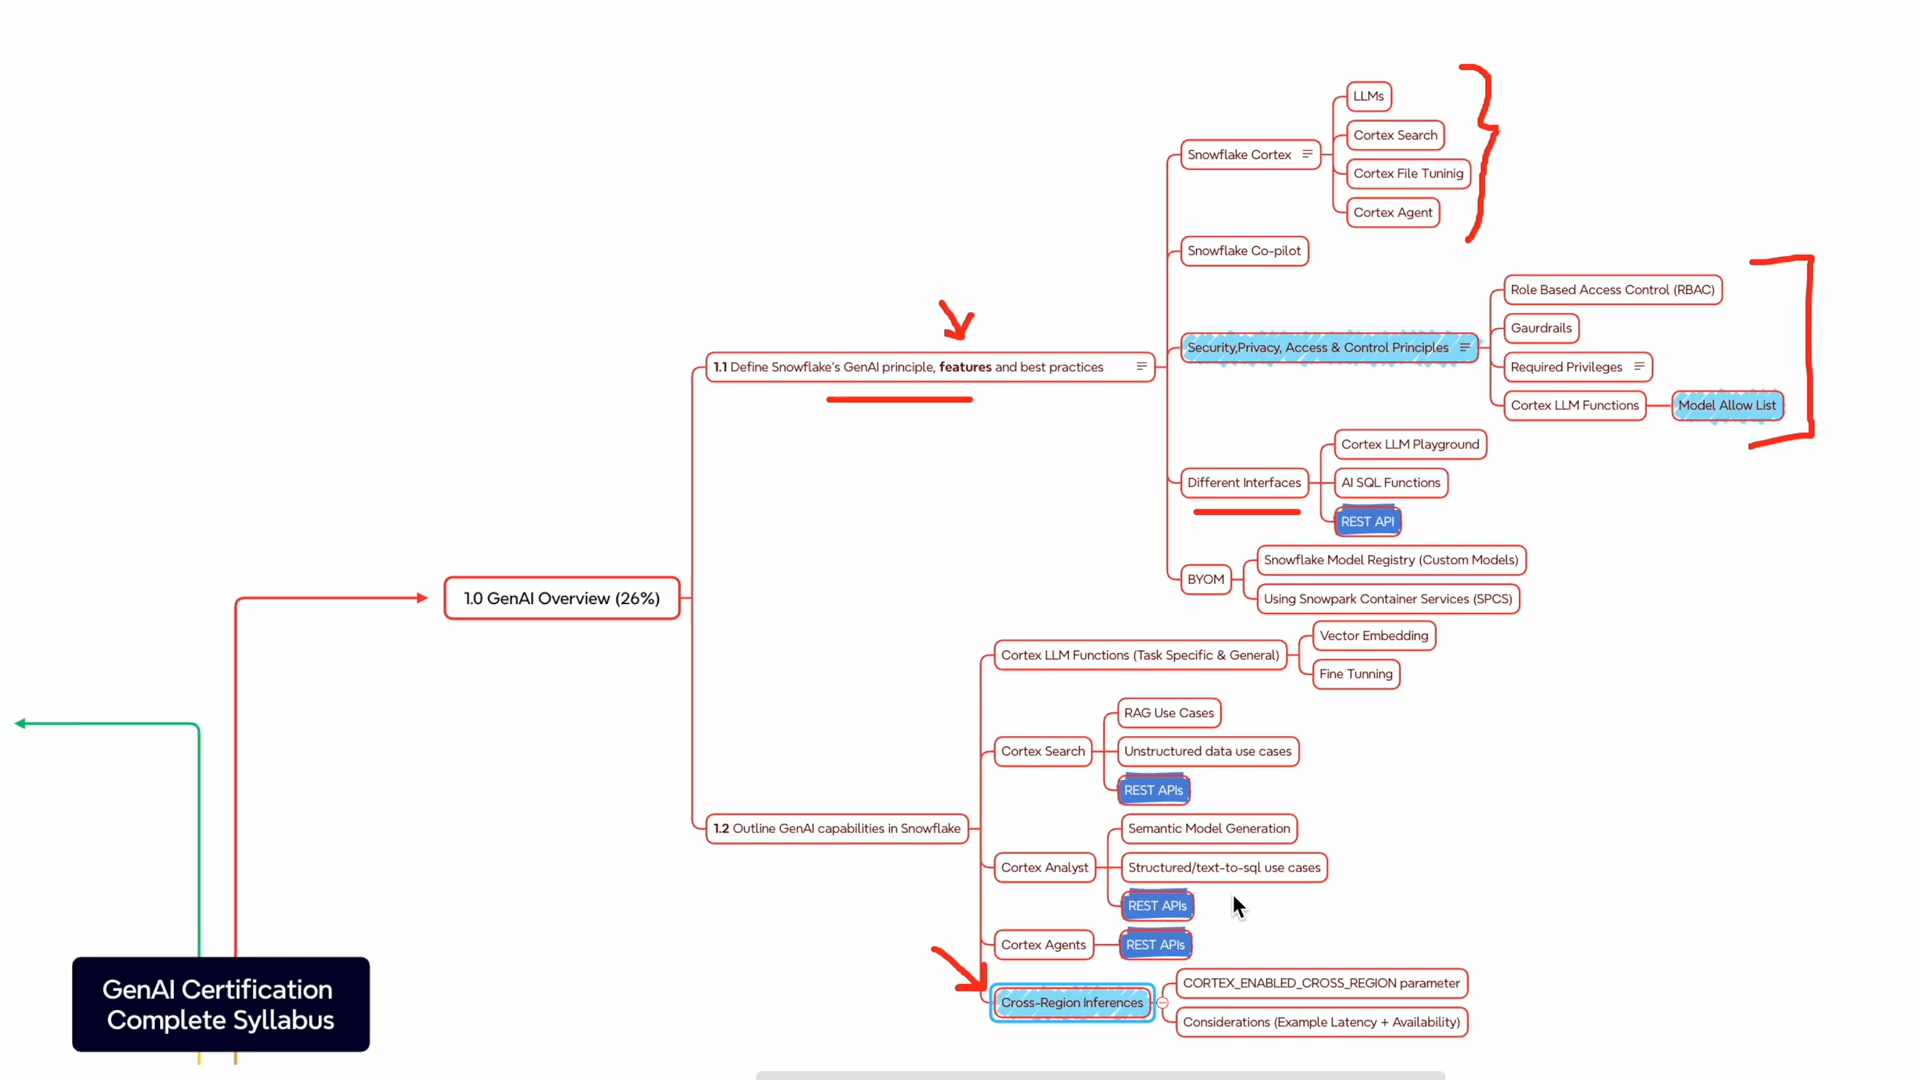 LLMs
Cortex Search
Snowflake Cortex
Cortex File Tuninig
Cortex Agent
Snowflake Co-pilot
Role Based Access Control (RBAC)
Gaurdrails
Security,Privacy, Access & Control Principles
1.1 Define Snowflake's GenAI principle, features and best practices
Required Privileges
Cortex LLM Functions
Model Allow List
Cortex LLM Playground
Different Interfaces
AI SQL Functions
REST API
Snowflake Model Registry (Custom Models)
BYOM
Using Snowpark Container Services (SPCS)
1.0 GenAI Overview (26%)
Vector Embedding
Cortex LLM Functions (Task Specific & General)
Fine Tunning
RAG Use Cases
Cortex Search
Unstructured data use cases
REST APIs
1.2 Outline GenAI capabilities in Snowflake
Semantic Model Generation
Cortex Analyst
Structured/text-to-sql use cases
REST APIs
Cortex Agents
REST APIs
CORTEX_ENABLED_CROSS_REGION parameter
Cross-Region Inferences
Considerations (Example Latency + Availability)
GenAI Certification
Complete Syllabus